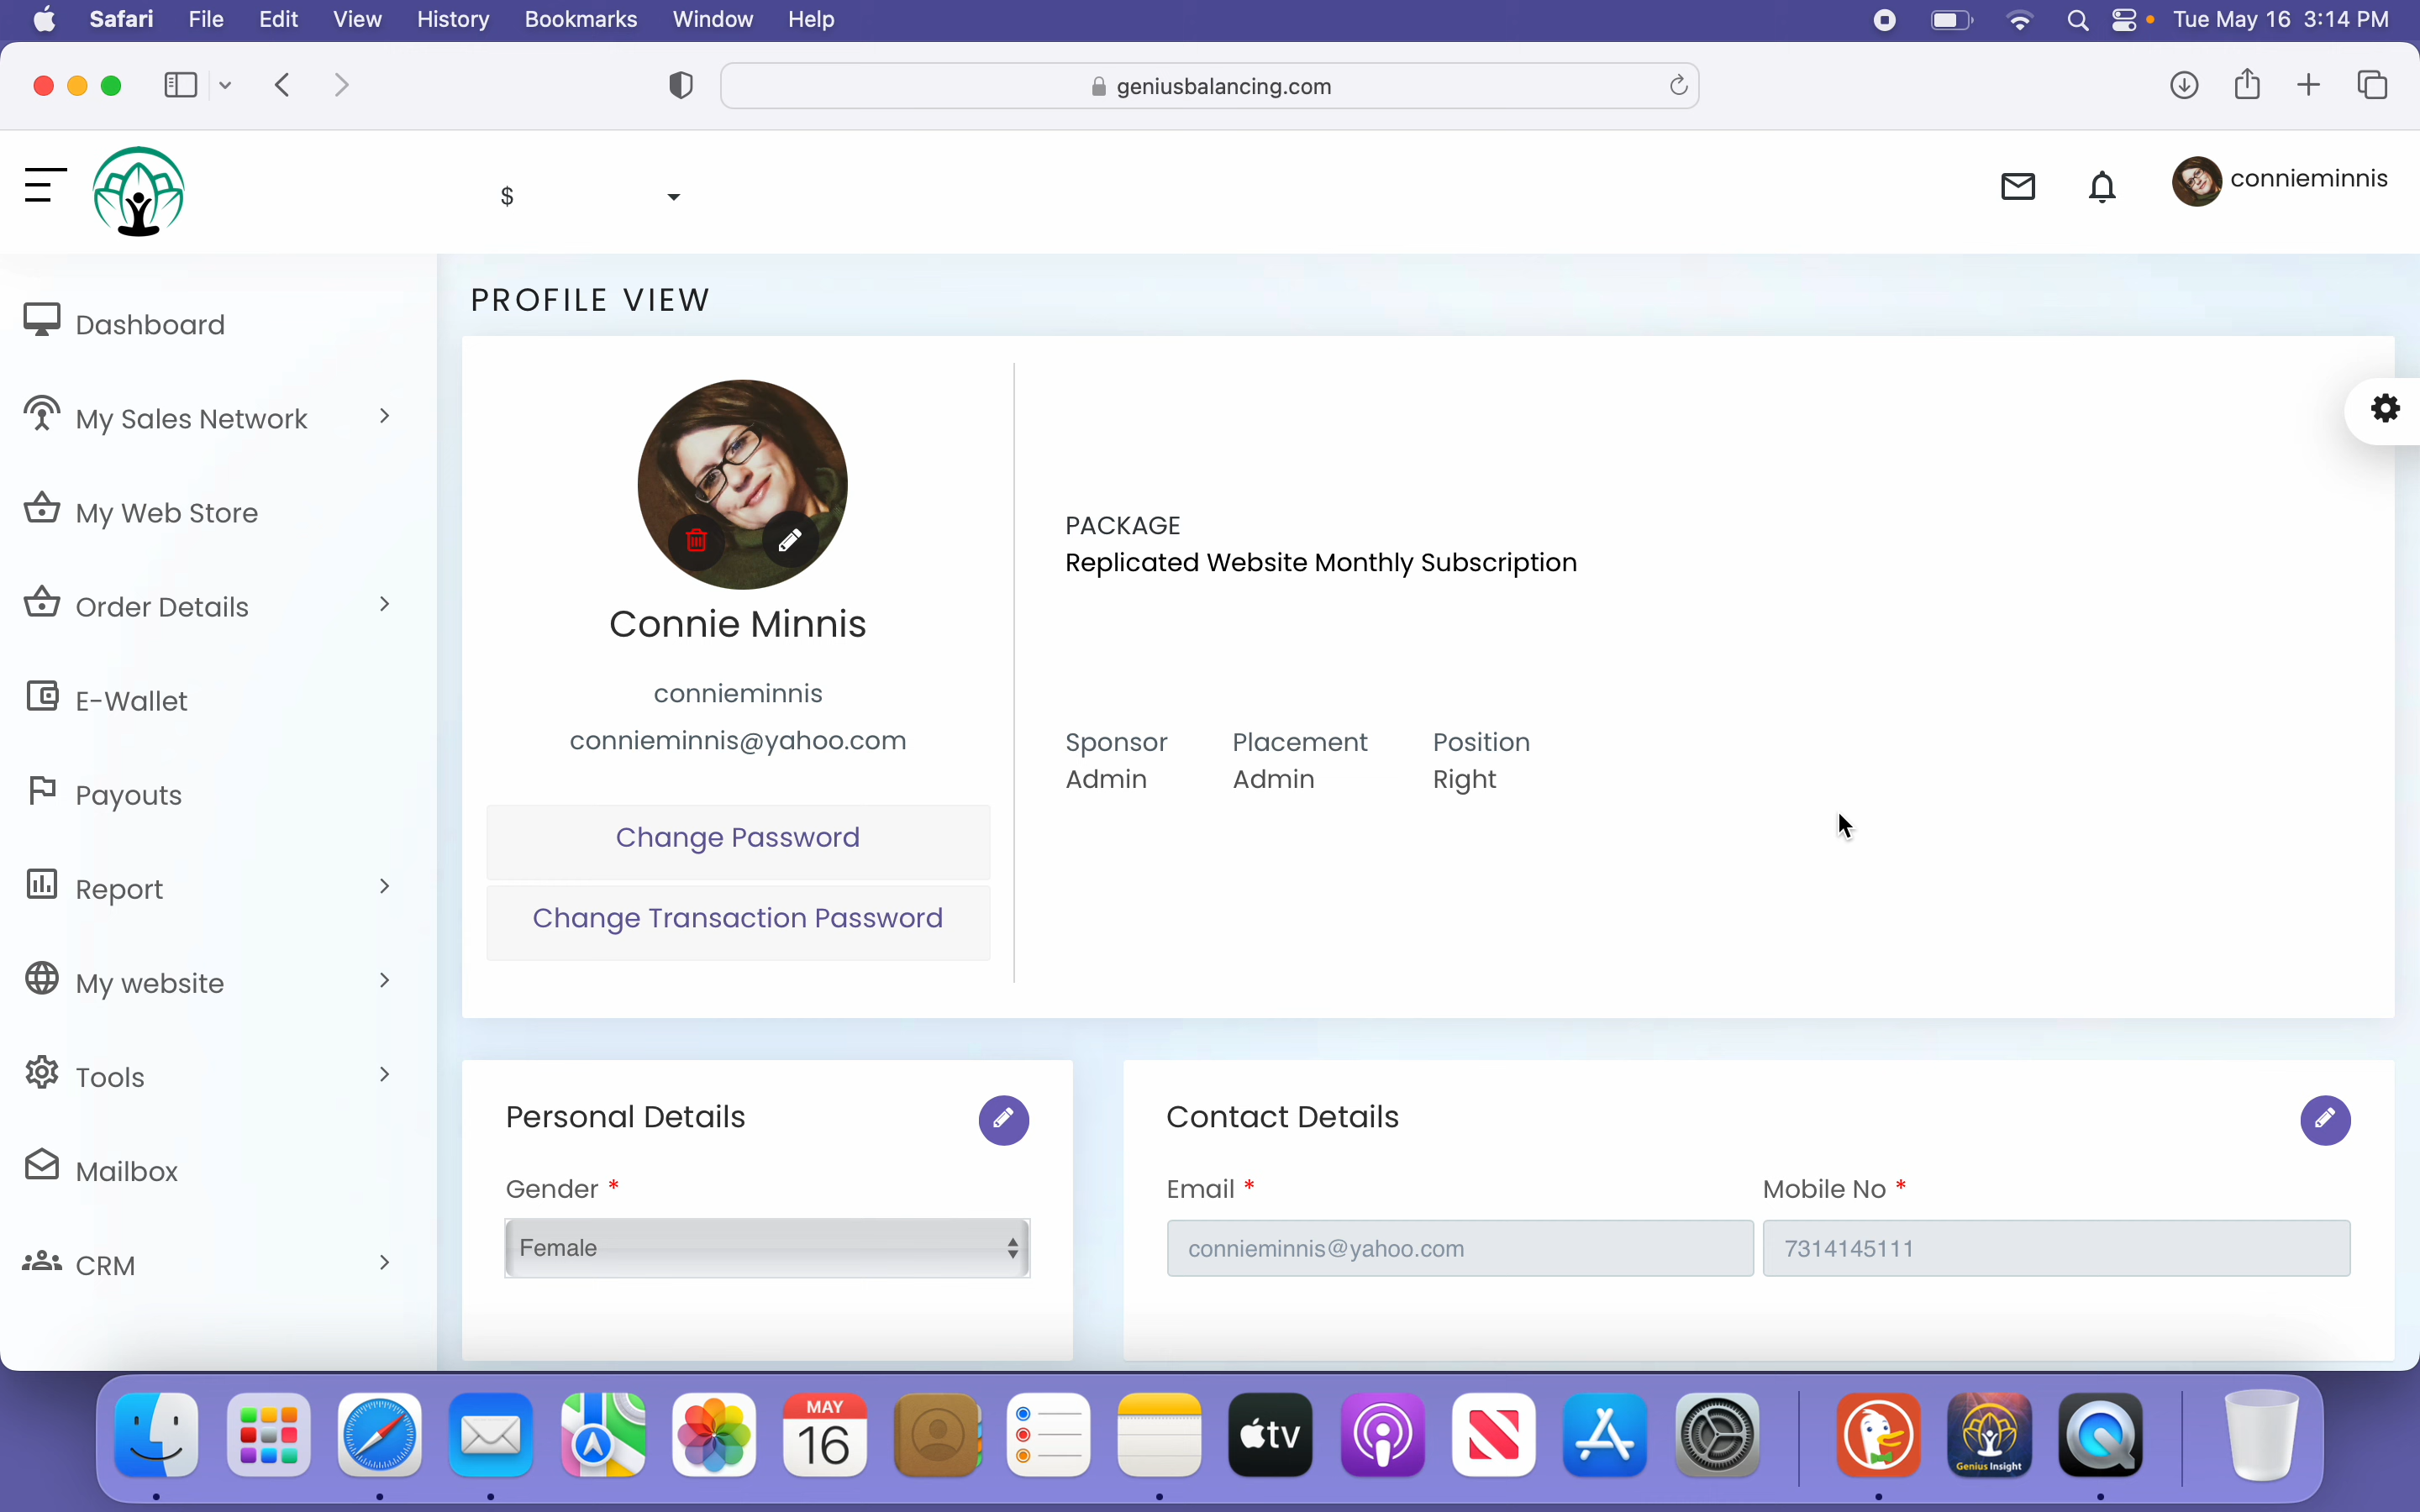 Safari File Edit View History Bookmarks Window Help Tue May 16 3:14 PM
geniusbalancing.com
$
connieminnis
Dashboard
My Sales Network
My Web Store
Order Details
E-Wallet
Payouts
Report
My website
Tools
Mailbox
CRM
PROFILE VIEW
Connie Minnis
connieminnis
connieminnis@yahoo.com
Change Password
Change Transaction Password
PACKAGE
Replicated Website Monthly Subscription
Sponsor Placement Position
Admin Admin Right
Personal Details
Gender *
Female
Contact Details
Email * Mobile No *
connieminnis@yahoo.com 7314145111
MAY
16
tv
Genius Insight